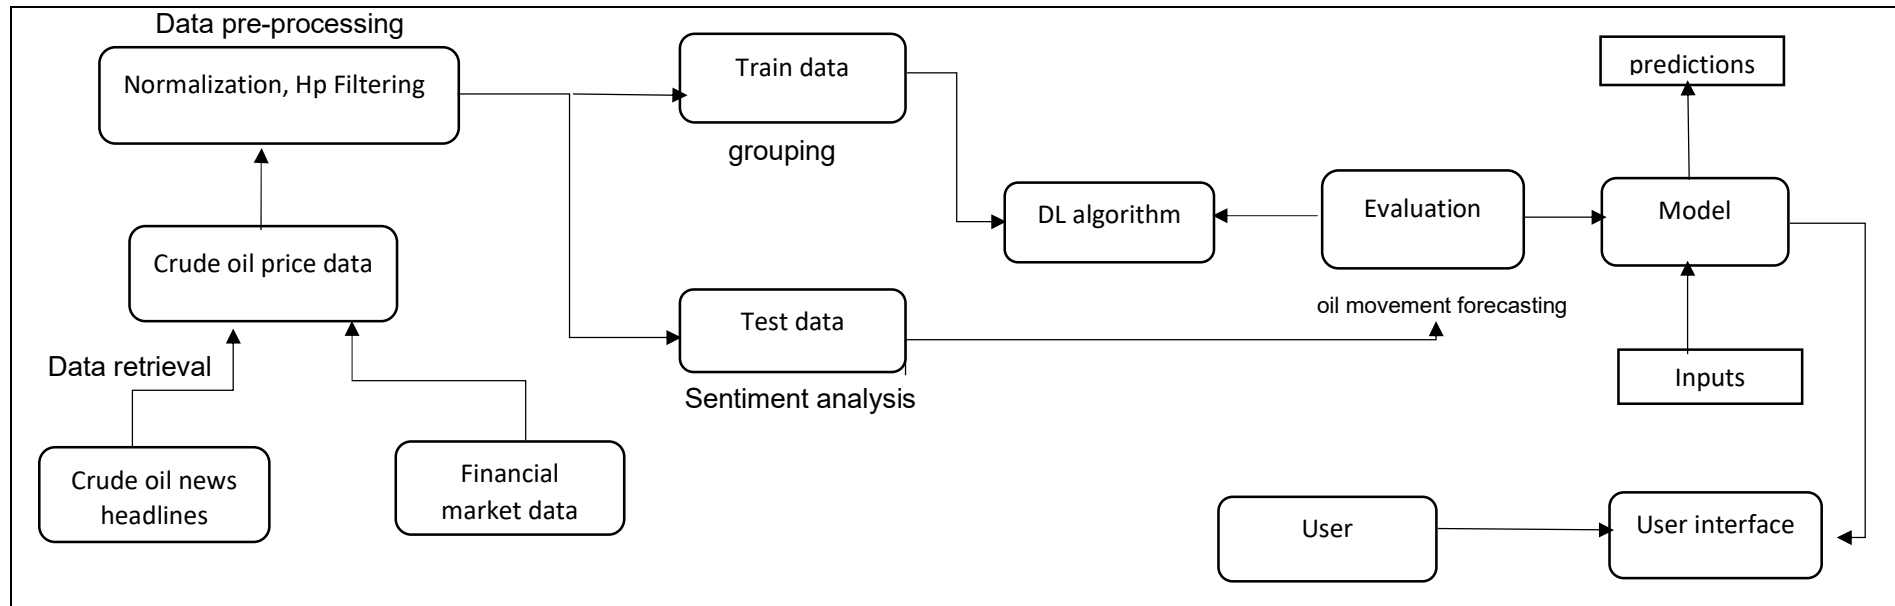 Data pre-processing
Normalization, Hp Filtering
Train data
grouping
predictions
DL algorithm
Evaluation
Model
Crude oil price data
oil movement forecasting
Test data
Data retrieval
Sentiment analysis
Inputs
Crude oil news
headlines
Financial
market data
User
User interface